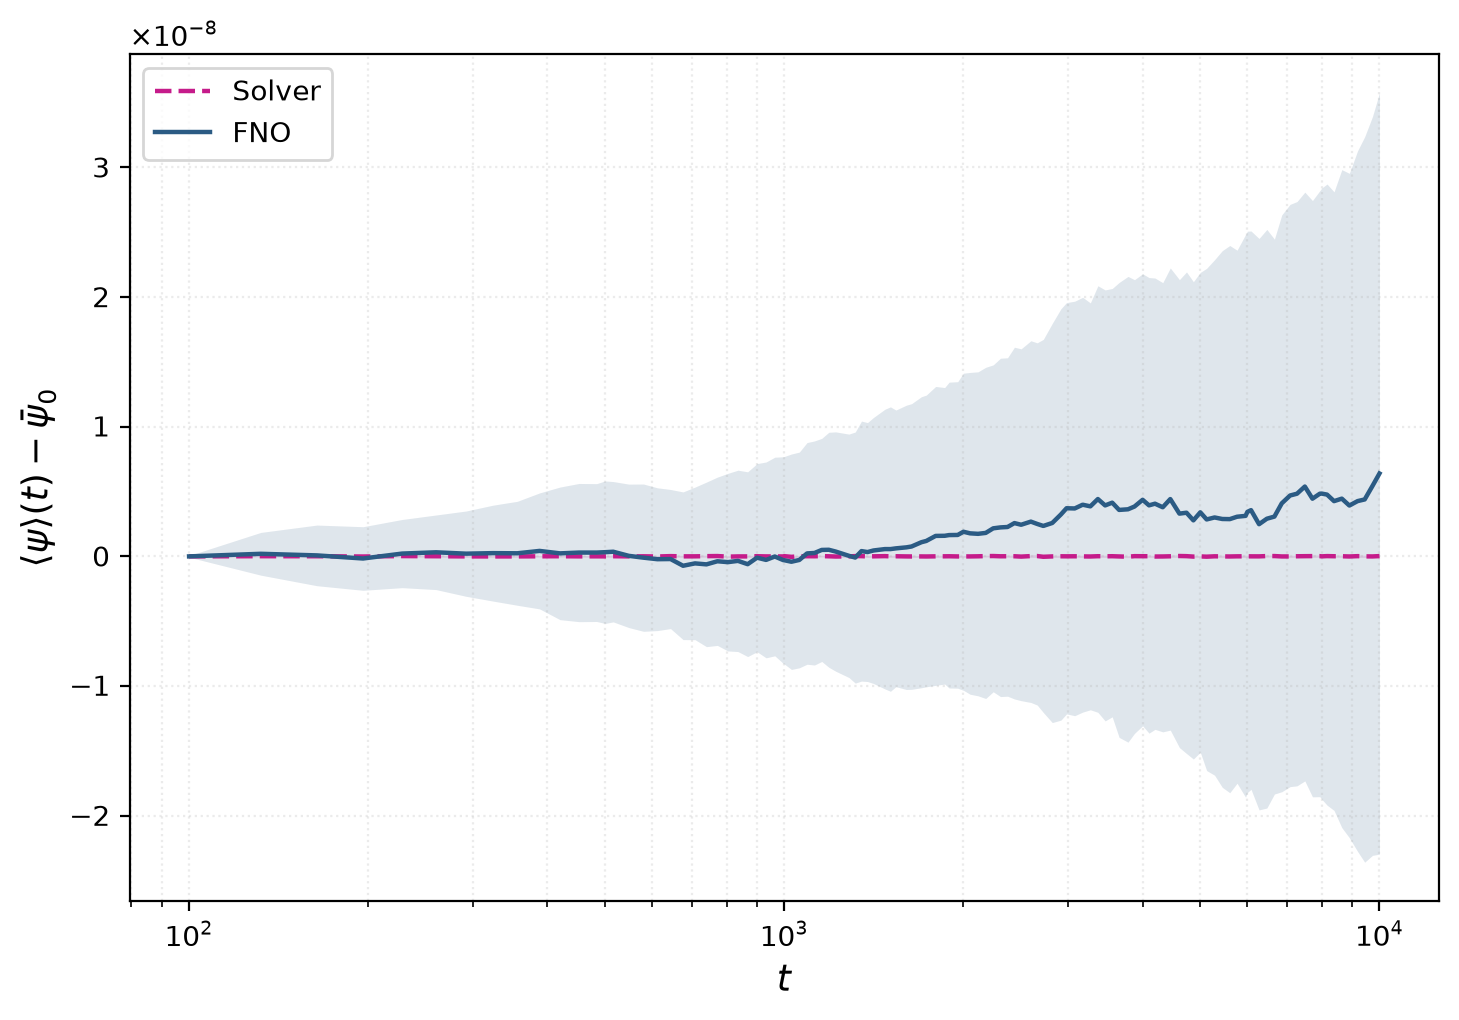 ×10⁻⁸
Solver
FNO
3
2
1
0
−1
−2
⟨ψ⟩(t) − ψ̄₀
10² 10³ 10⁴
t